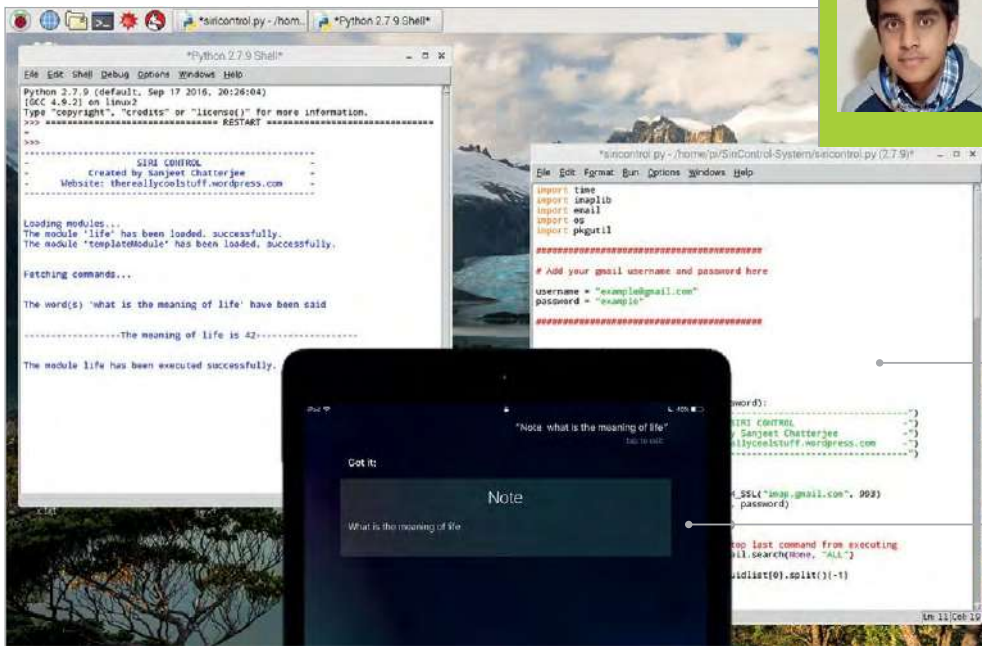 *siricontrol.py - /hom..
*Python 2.7.9 Shell*
*Python 2.7.9 Shell*
File Edit Shell Debug Options Windows Help
Python 2.7.9 (default, Sep 17 2016, 20:26:04)
[GCC 4.9.2] on linux2
Type "copyright", "credits" or "license()" for more information.
>>> ================================ RESTART ================================
>>>
SIRI CONTROL
Created by Sanjeet Chatterjee
Website: thereallycoolstuff.wordpress.com
Loading modules...
The module 'life' has been loaded, successfully.
The module 'templateModule' has been loaded, successfully.
Fetching commands...
The word(s) 'what is the meaning of life' have been said
-------------------The meaning of life is 42-------------------
The module life has been executed successfully.
*siricontrol.py - /home/pi/SiriControl-System/siricontrol.py (2.7.9)*
File Edit Format Run Options Windows Help
import time
import imaplib
import email
import os
import pkgutil
##########################################
# Add your gmail username and password here
username = "example@gmail.com"
password = "example"
##########################################
sword):
-----------------------")
SIRI CONTROL -")
y Sanjeet Chatterjee -")
allycoolstuff.wordpress.com -")
-----------------------")
_SSL("imap.gmail.com", 993)
, password)
top last command from executing
il.search(None, "ALL")
uidlist[0].split()[-1]
Ln: 11 Col: 19
"Note what is the meaning of life"
tap to edit
Got it:
Note
What is the meaning of life